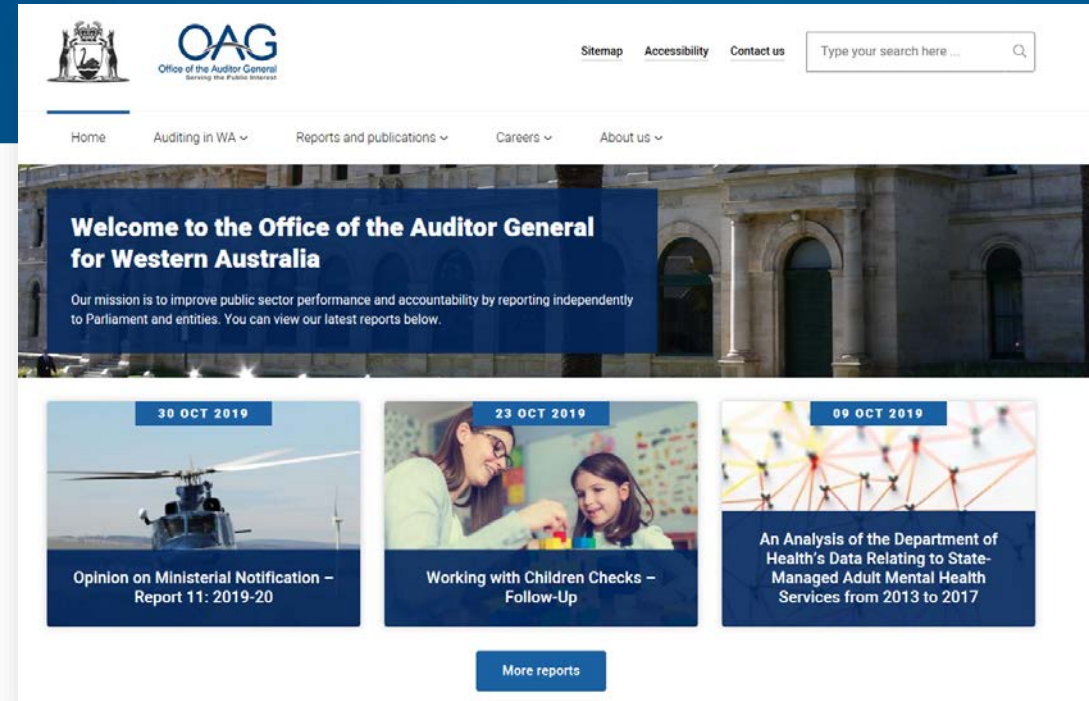 OAG
Office of the Auditor General
Serving the Public Interest
Sitemap Accessibility Contact us Type your search here ...
Home Auditing in WA Reports and publications Careers About us
Welcome to the Office of the Auditor General
for Western Australia
Our mission is to improve public sector performance and accountability by reporting independently
to Parliament and entities. You can view our latest reports below.
30 OCT 2019
Opinion on Ministerial Notification –
Report 11: 2019-20
23 OCT 2019
Working with Children Checks –
Follow-Up
09 OCT 2019
An Analysis of the Department of
Health's Data Relating to State-
Managed Adult Mental Health
Services from 2013 to 2017
More reports